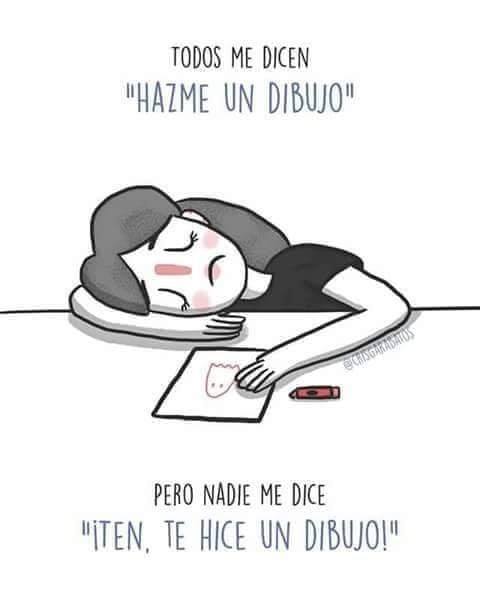 TODOS ME DICEN
"HAZME UN DIBUJO"
@CRISGARABATOS
PERO NADIE ME DICE
"¡TEN, TE HICE UN DIBUJO!"